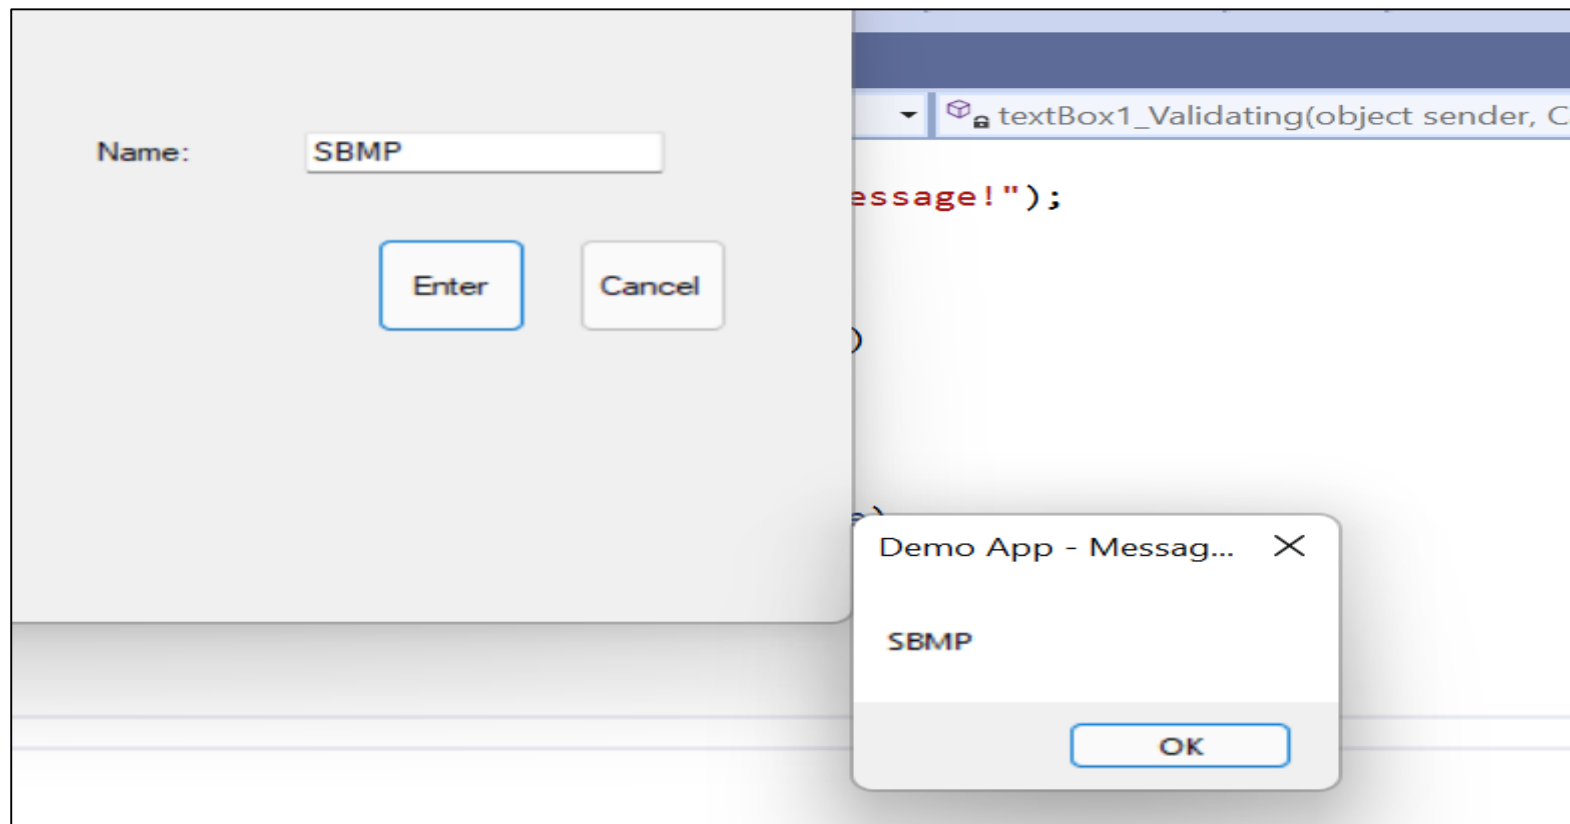 textBox1_Validating(object sender, C
Name: SBMP
essage!");
Enter Cancel
)
Demo App - Messag...
SBMP
OK